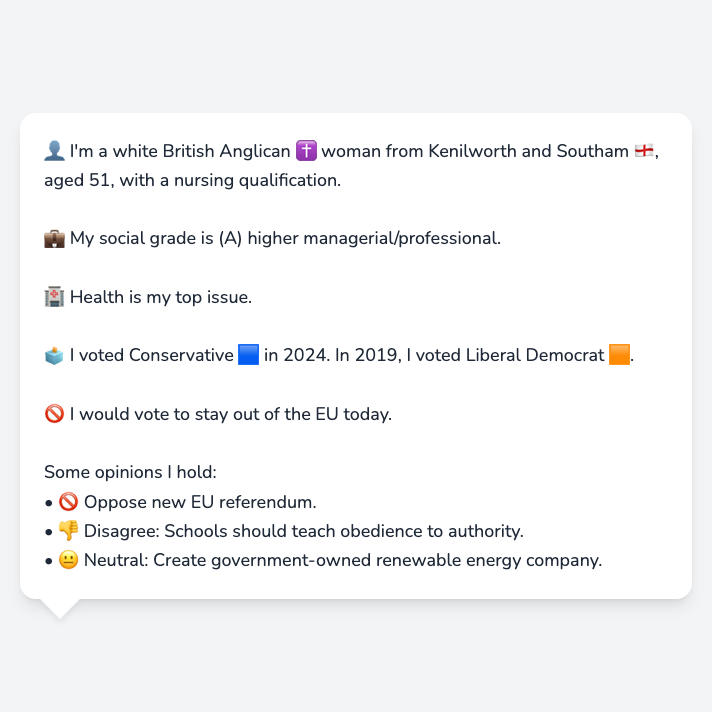 👤 I'm a white British Anglican ✝️ woman from Kenilworth and Southam 🏴󠁧󠁢󠁥󠁮󠁧󠁿,
aged 51, with a nursing qualification.
💼 My social grade is (A) higher managerial/professional.
🏥 Health is my top issue.
🗳️ I voted Conservative 🟦 in 2024. In 2019, I voted Liberal Democrat 🟧.
🚫 I would vote to stay out of the EU today.
Some opinions I hold:
• 🚫 Oppose new EU referendum.
• 👎 Disagree: Schools should teach obedience to authority.
• 😐 Neutral: Create government-owned renewable energy company.